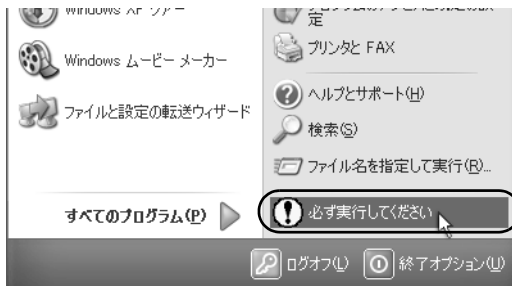 Windows XP ツアー
Windows ムービー メーカー
ファイルと設定の転送ウィザード
すべてのプログラム(P)
定
プリンタと FAX
ヘルプとサポート(H)
検索(S)
ファイル名を指定して実行(R)...
必ず実行してください
ログオフ(L)
終了オプション(U)